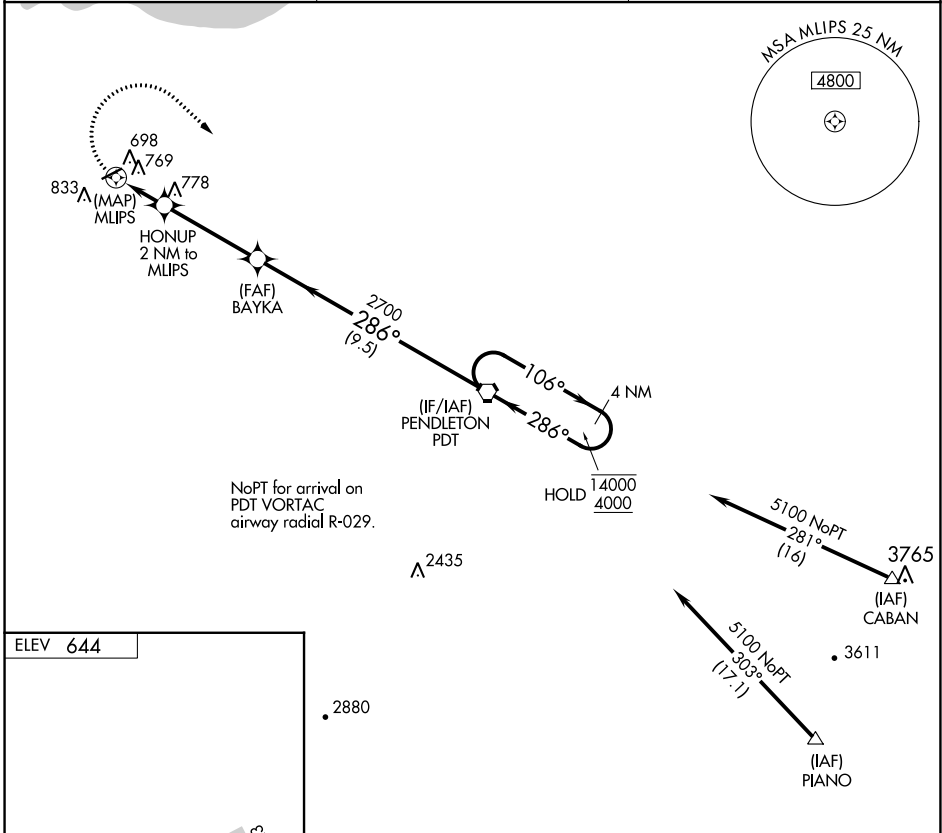 MSA MLIPS 25 NM
4800
698
769
833
778
(MAP)
MLIPS
HONUP
2 NM to
MLIPS
(FAF)
BAYKA
2700
286°
(9.5)
106°
4 NM
(IF/IAF)
PENDLETON
PDT
286°
HOLD
14000
4000
NoPT for arrival on
PDT VORTAC
airway radial R-029.
5100 NoPT
281°
(16)
3765
(IAF)
CABAN
2435
5100 NoPT
303°
(17.1)
3611
ELEV 644
2880
(IAF)
PIANO